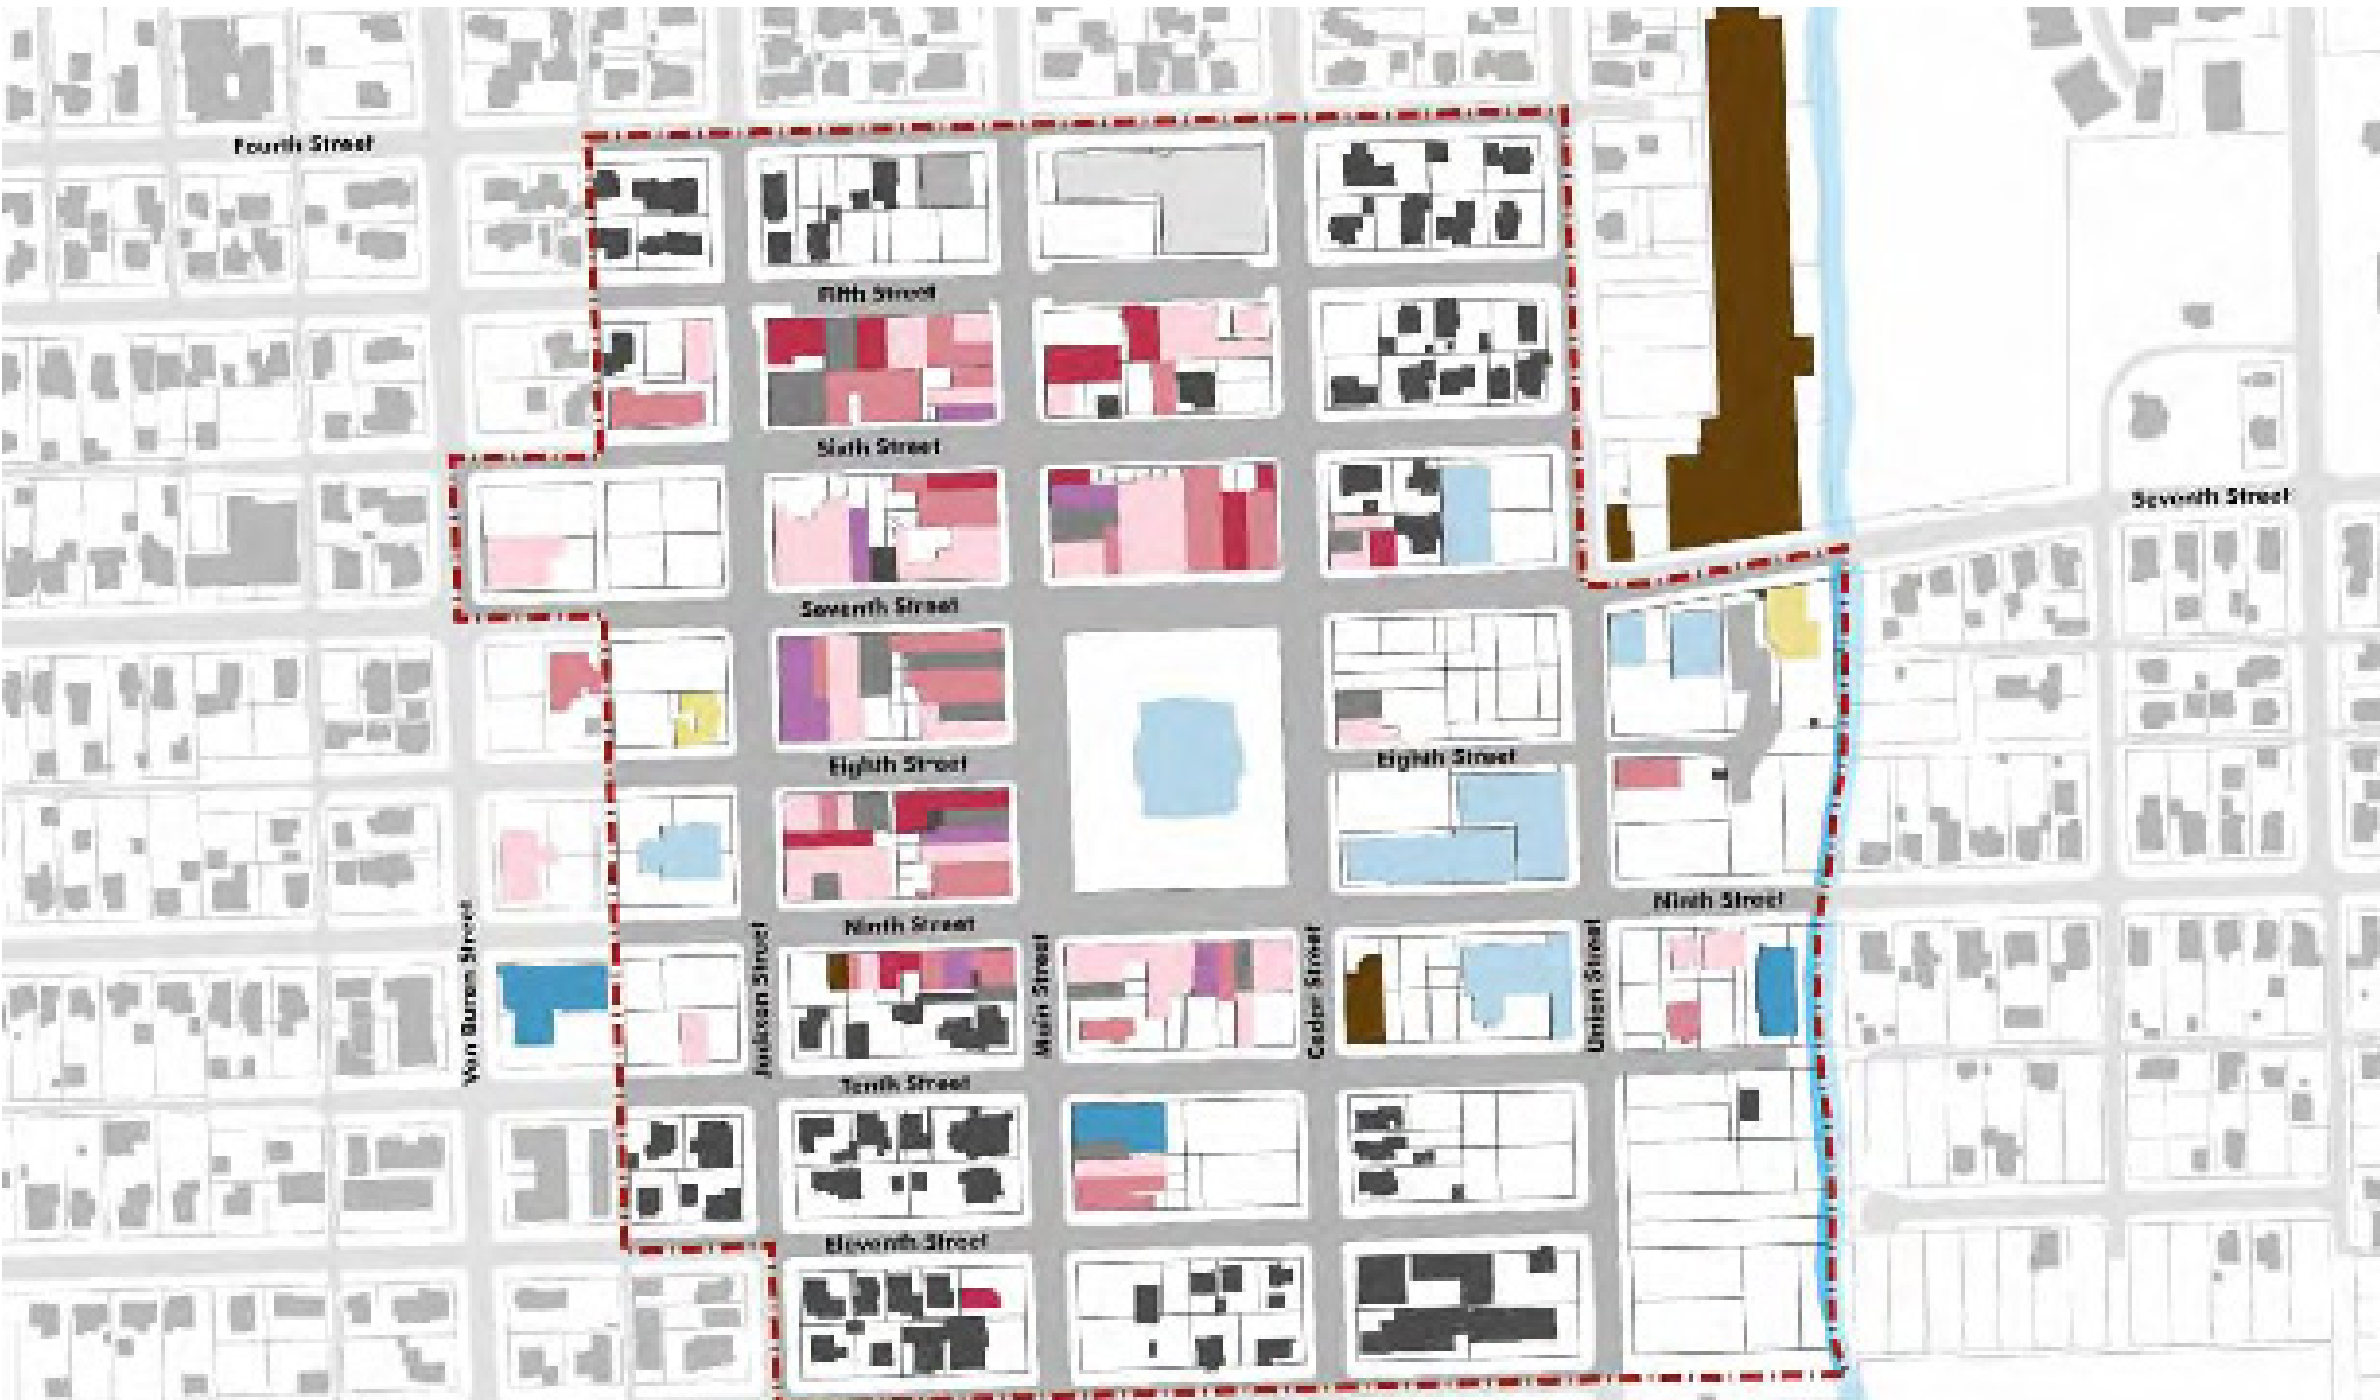 Fourth Street
Fifth Street
Sixth Street
Seventh Street
Seventh Street
Eighth Street
Eighth Street
Ninth Street
Ninth Street
Van Buren Street
Jackson Street
Main Street
Cedar Street
Union Street
Tenth Street
Eleventh Street